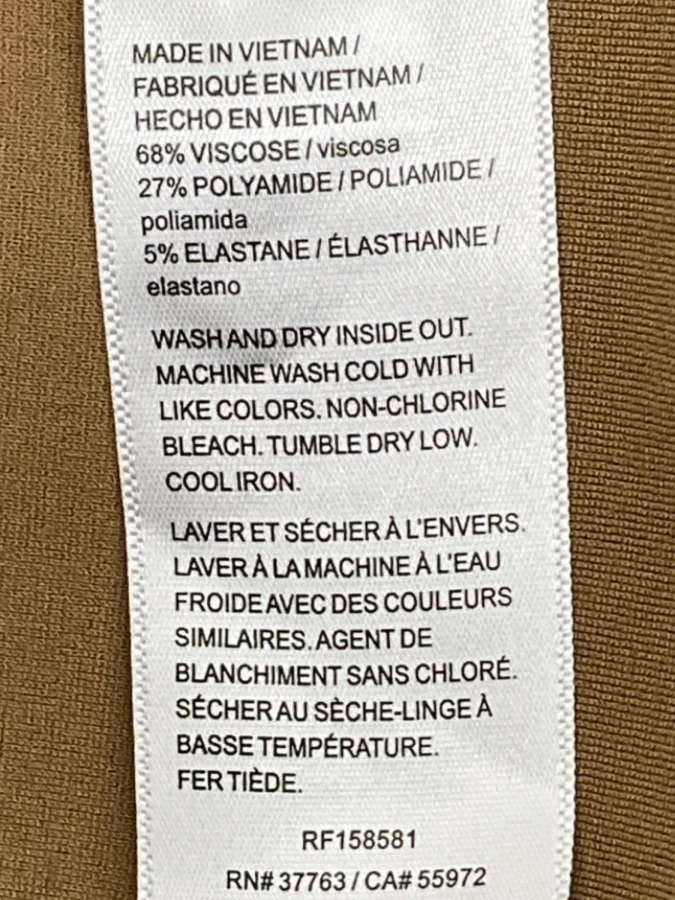 MADE IN VIETNAM /
FABRIQUÉ EN VIETNAM /
HECHO EN VIETNAM
68% VISCOSE / viscosa
27% POLYAMIDE / POLIAMIDE /
poliamida
5% ELASTANE / ÉLASTHANNE /
elastano
WASH AND DRY INSIDE OUT.
MACHINE WASH COLD WITH
LIKE COLORS. NON-CHLORINE
BLEACH. TUMBLE DRY LOW.
COOL IRON.
LAVER ET SÉCHER À L'ENVERS.
LAVER À LA MACHINE À L'EAU
FROIDE AVEC DES COULEURS
SIMILAIRES. AGENT DE
BLANCHIMENT SANS CHLORÉ.
SÉCHER AU SÈCHE-LINGE À
BASSE TEMPÉRATURE.
FER TIÈDE.
RF158581
RN# 37763 / CA# 55972